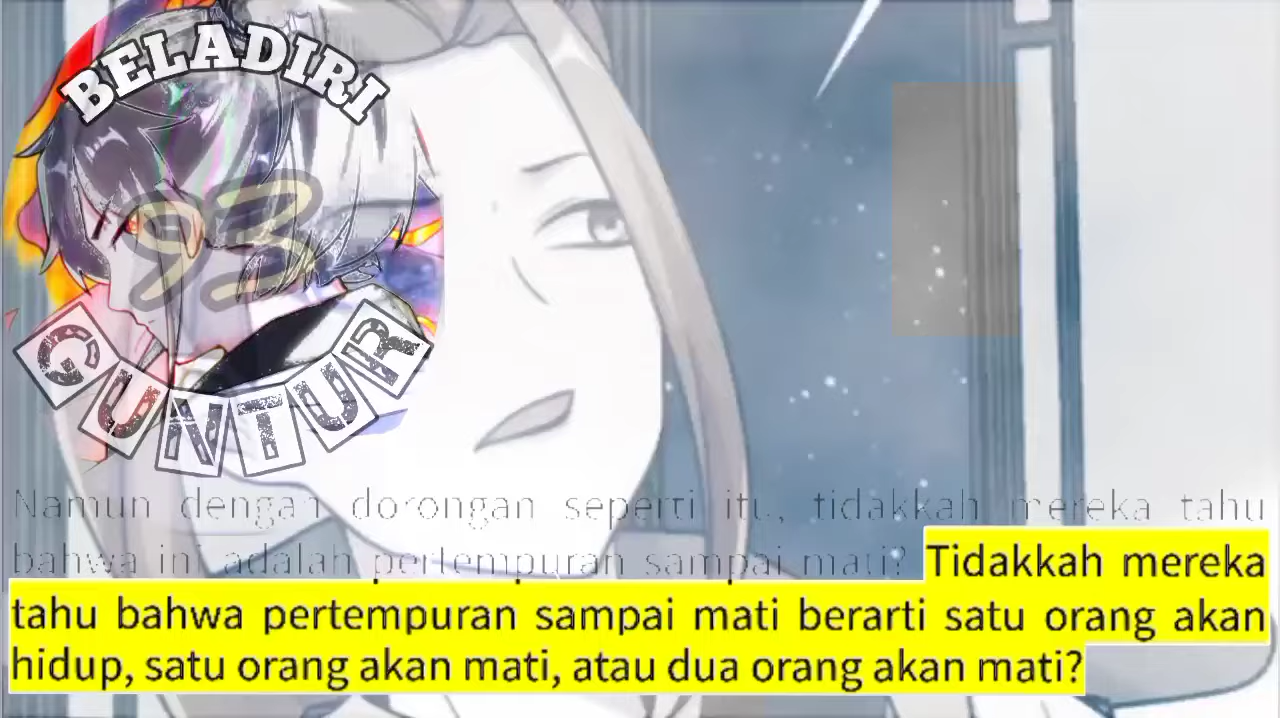 BELADIRI
93
GUNTUR
Namun dengan dorongan seperti itu, tidakkah mereka tahu
bahwa ini adalah pertempuran sampai mati? Tidakkah mereka
tahu bahwa pertempuran sampai mati berarti satu orang akan
hidup, satu orang akan mati, atau dua orang akan mati?